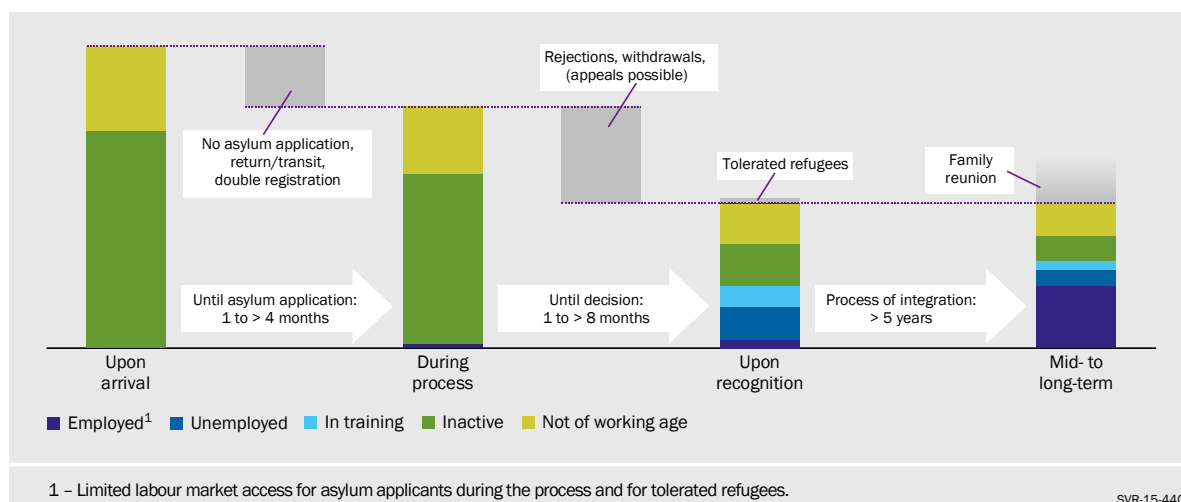 Rejections, withdrawals,
(appeals possible)
No asylum application,
return/transit,
double registration
Tolerated refugees
Family
reunion
Until asylum application:
1 to > 4 months
Until decision:
1 to > 8 months
Process of integration:
> 5 years
Upon
arrival
During
process
Upon
recognition
Mid- to
long-term
Employed1
Unemployed
In training
Inactive
Not of working age
1 – Limited labour market access for asylum applicants during the process and for tolerated refugees.
SVR-15-440